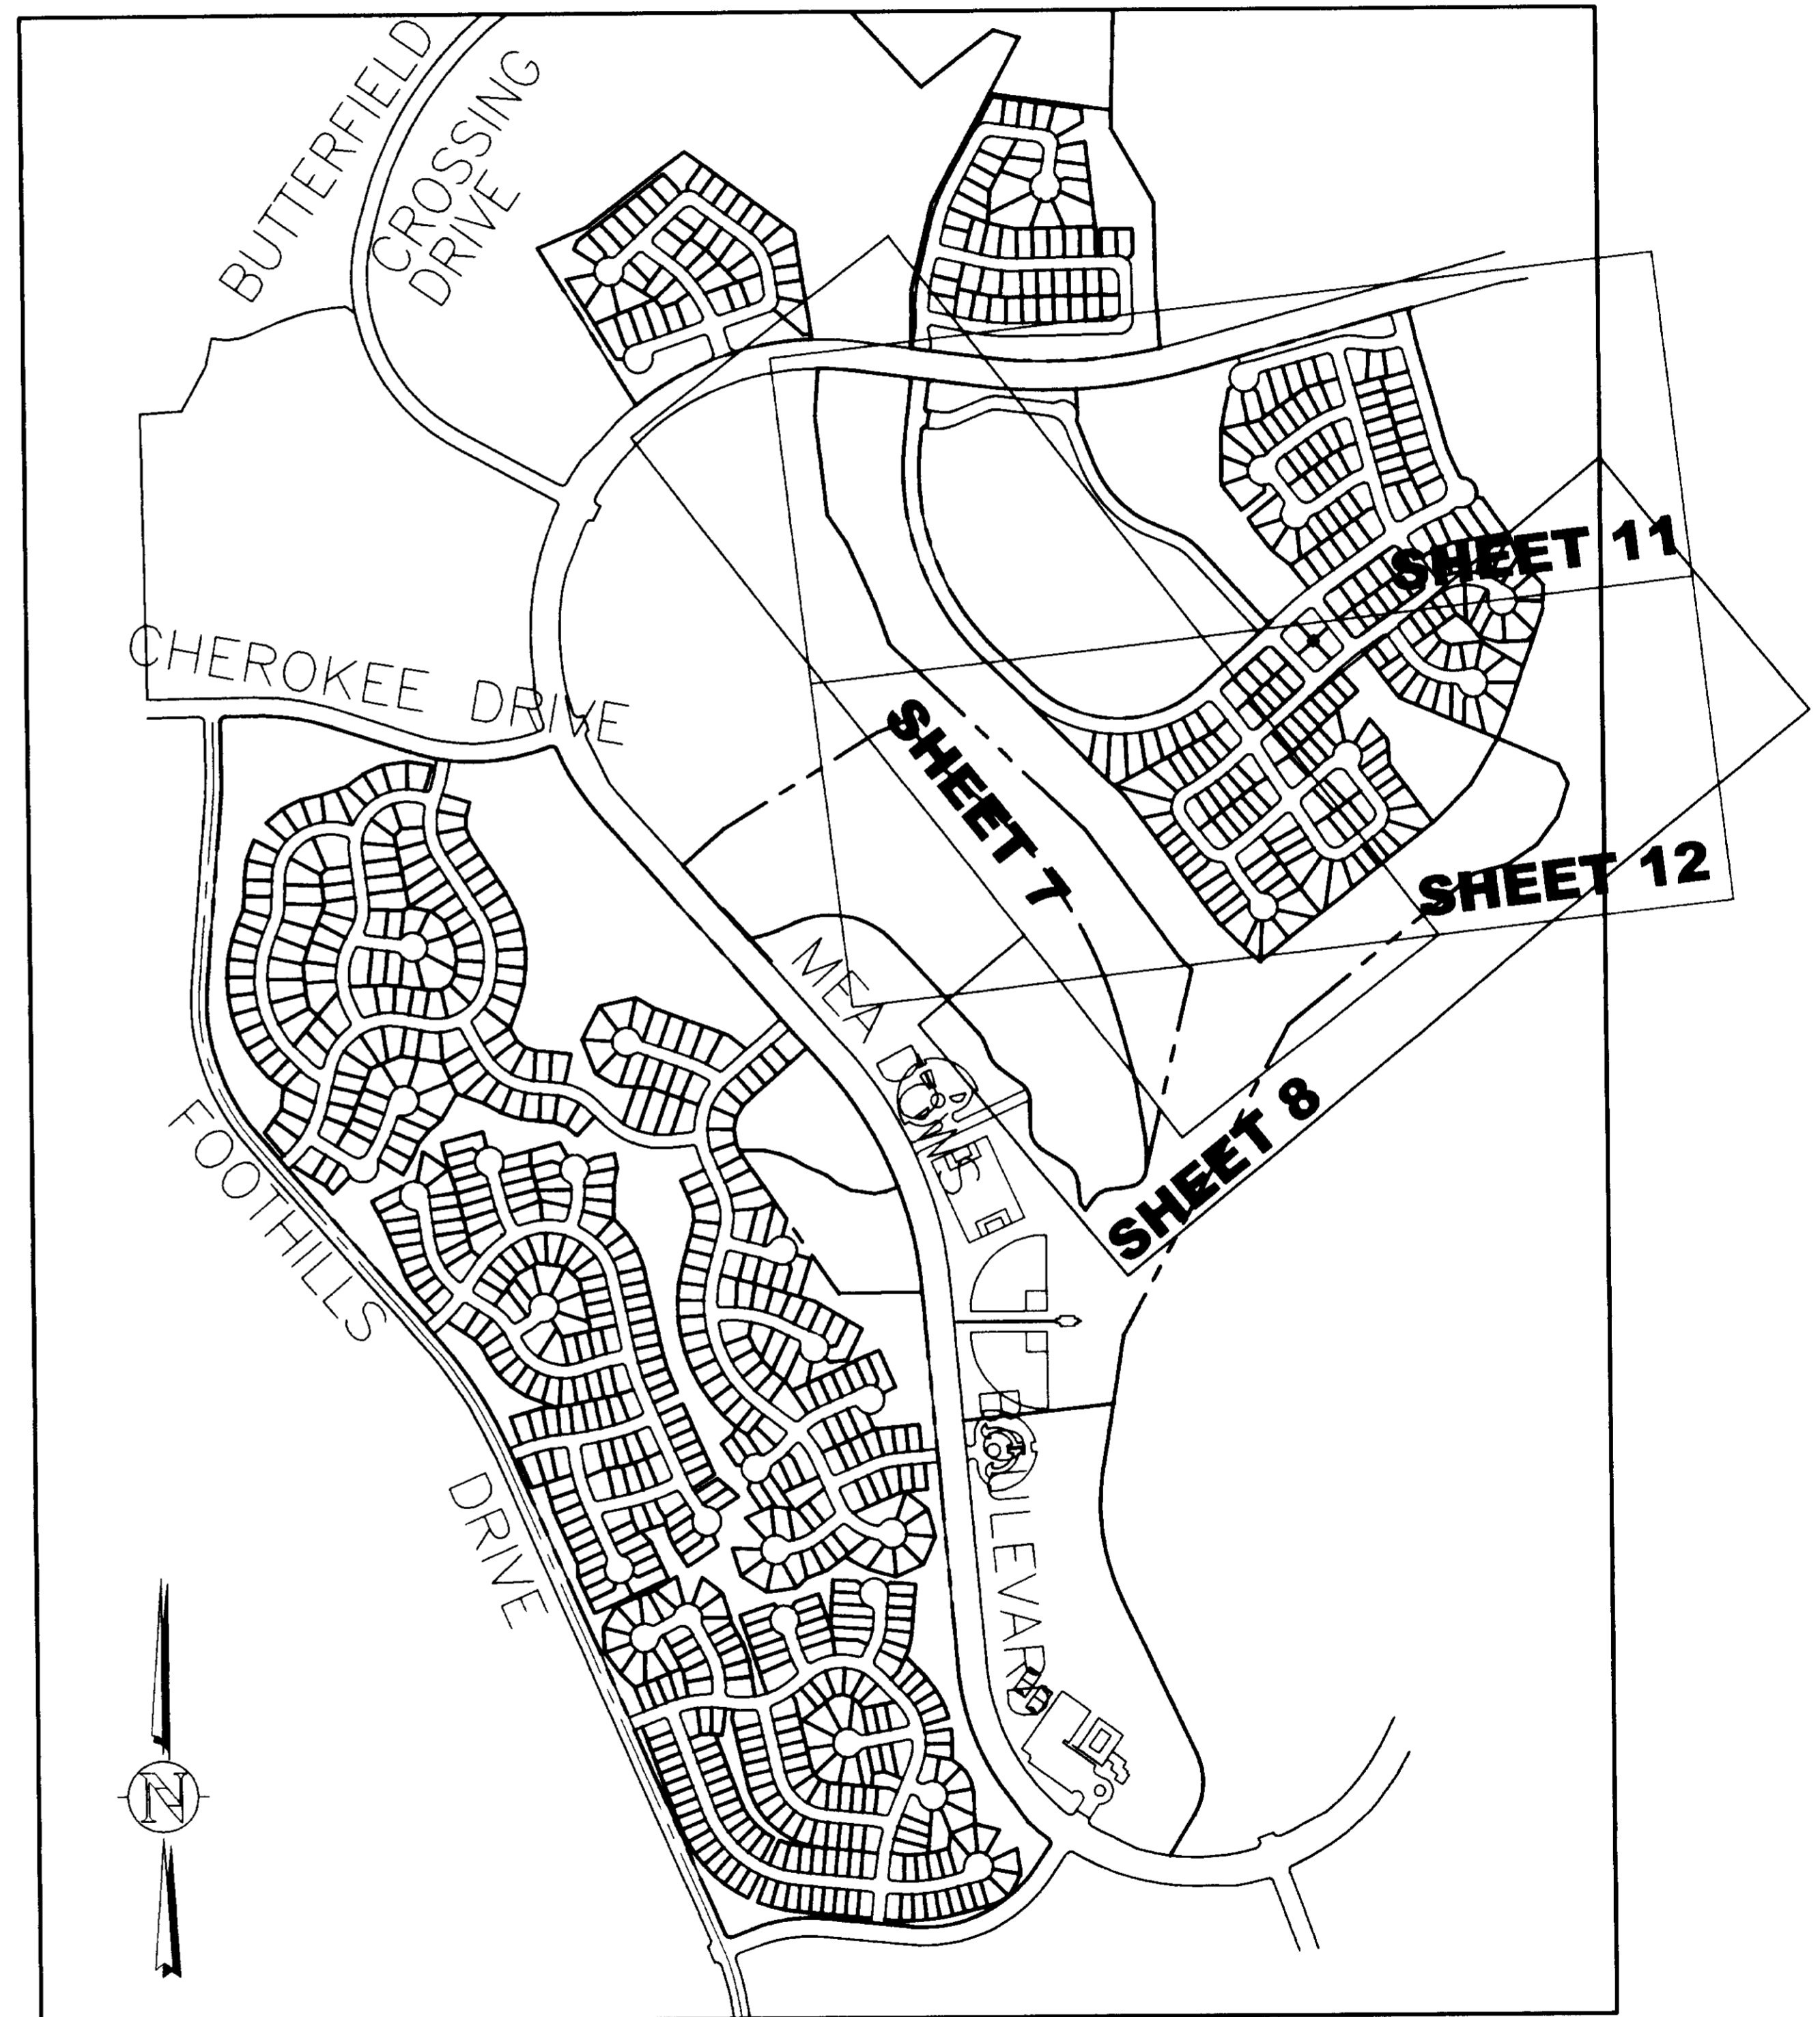 BUTTERFIELD
CROSSING
DRIVE
SHEET 11
CHEROKEE DRIVE
SHEET 7
SHEET 12
SHEET 8
FOOTHILLS
DRIVE
N